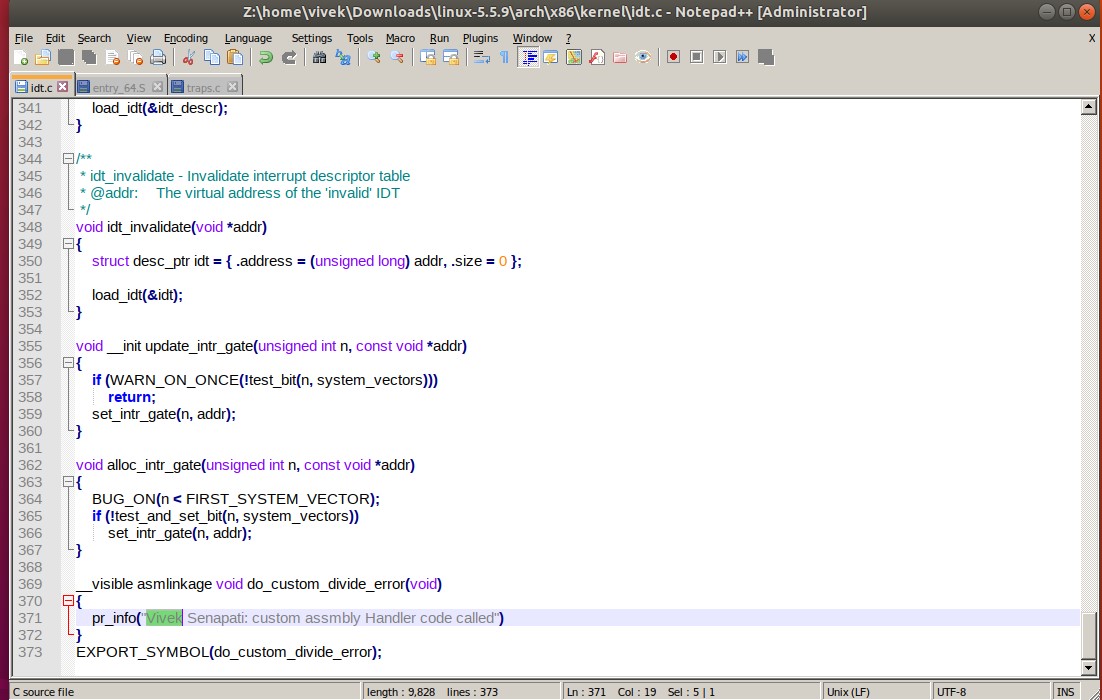 Z:\home\vivek\Downloads\linux-5.5.9\arch\x86\kernel\idt.c - Notepad++ [Administrator]
File Edit Search View Encoding Language Settings Tools Macro Run Plugins Window ? X
idt.c entry_64.S traps.c
341 load_idt(&idt_descr);
342 }
343
344 /**
345 * idt_invalidate - Invalidate interrupt descriptor table
346 * @addr: The virtual address of the 'invalid' IDT
347 */
348 void idt_invalidate(void *addr)
349 {
350 struct desc_ptr idt = { .address = (unsigned long) addr, .size = 0 };
351
352 load_idt(&idt);
353 }
354
355 void __init update_intr_gate(unsigned int n, const void *addr)
356 {
357 if (WARN_ON_ONCE(!test_bit(n, system_vectors)))
358 return;
359 set_intr_gate(n, addr);
360 }
361
362 void alloc_intr_gate(unsigned int n, const void *addr)
363 {
364 BUG_ON(n < FIRST_SYSTEM_VECTOR);
365 if (!test_and_set_bit(n, system_vectors))
366 set_intr_gate(n, addr);
367 }
368
369 __visible asmlinkage void do_custom_divide_error(void)
370 {
371 pr_info("Vivek Senapati: custom assmbly Handler code called")
372 }
373 EXPORT_SYMBOL(do_custom_divide_error);
C source file length : 9,828 lines : 373 Ln : 371 Col : 19 Sel : 5 | 1 Unix (LF) UTF-8 INS